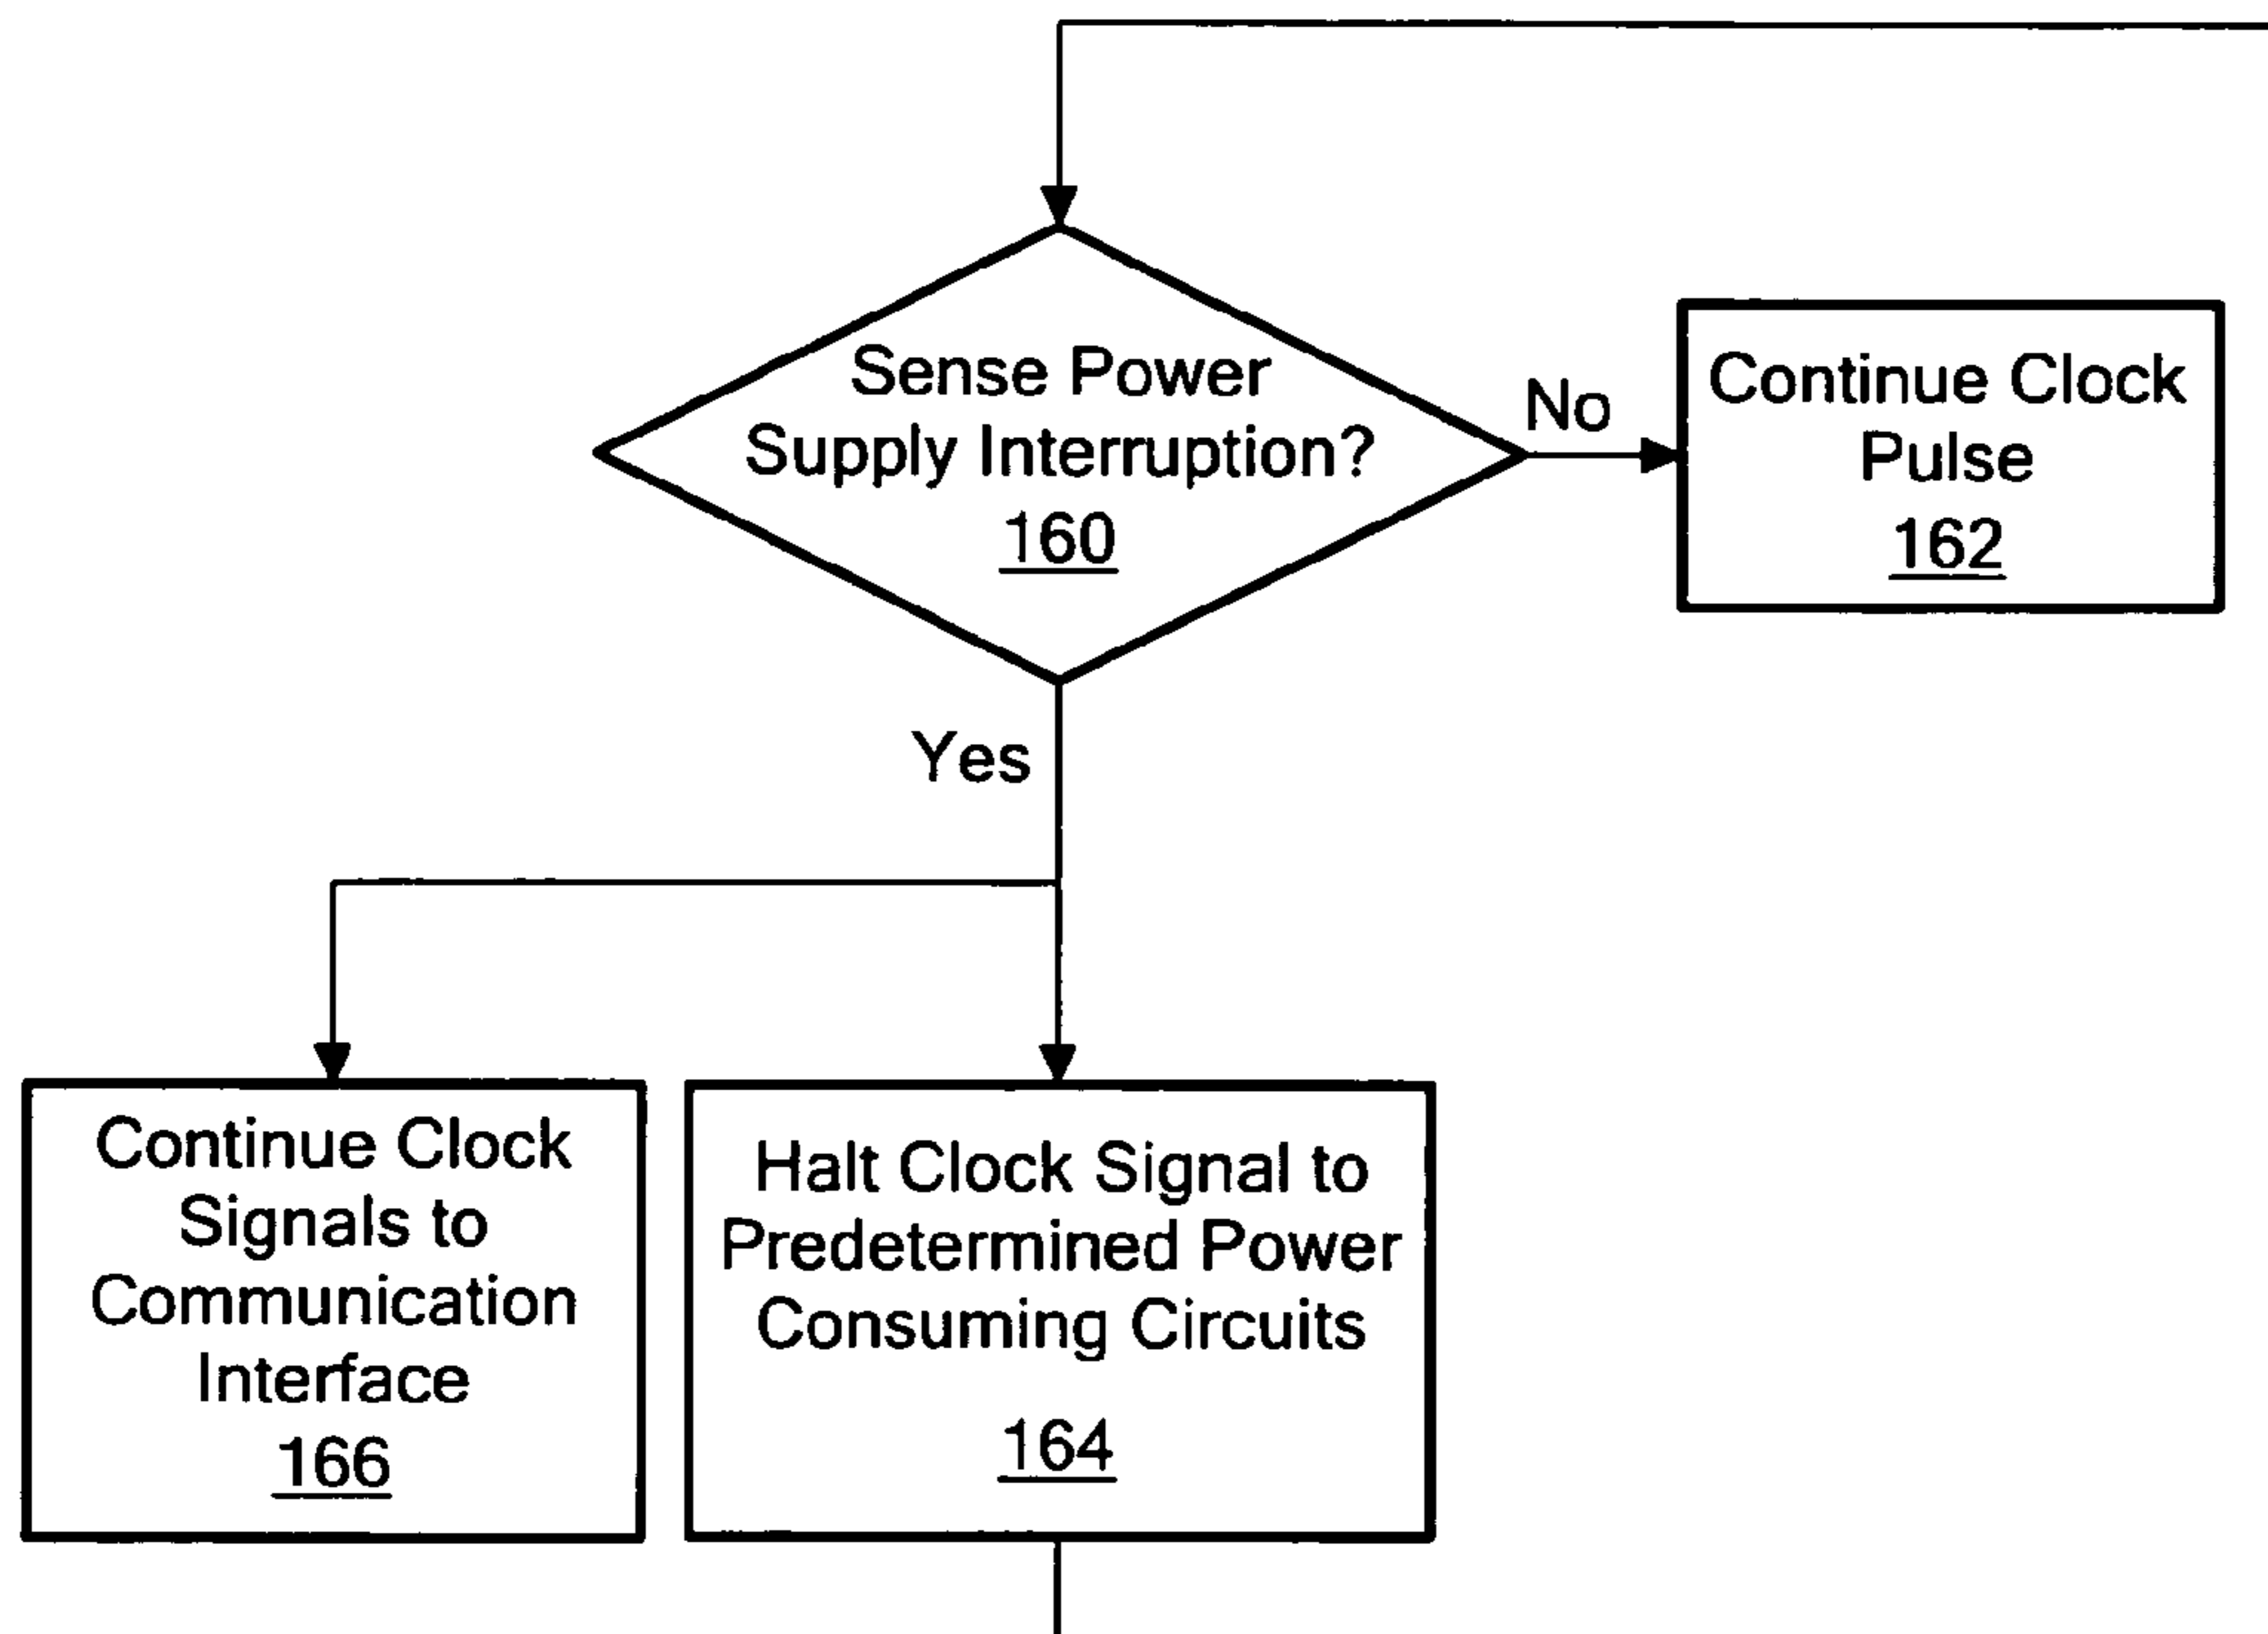 Sense Power
Supply Interruption?
160
No
Continue Clock
Pulse
162
Yes
Continue Clock
Signals to
Communication
Interface
166
Halt Clock Signal to
Predetermined Power
Consuming Circuits
164